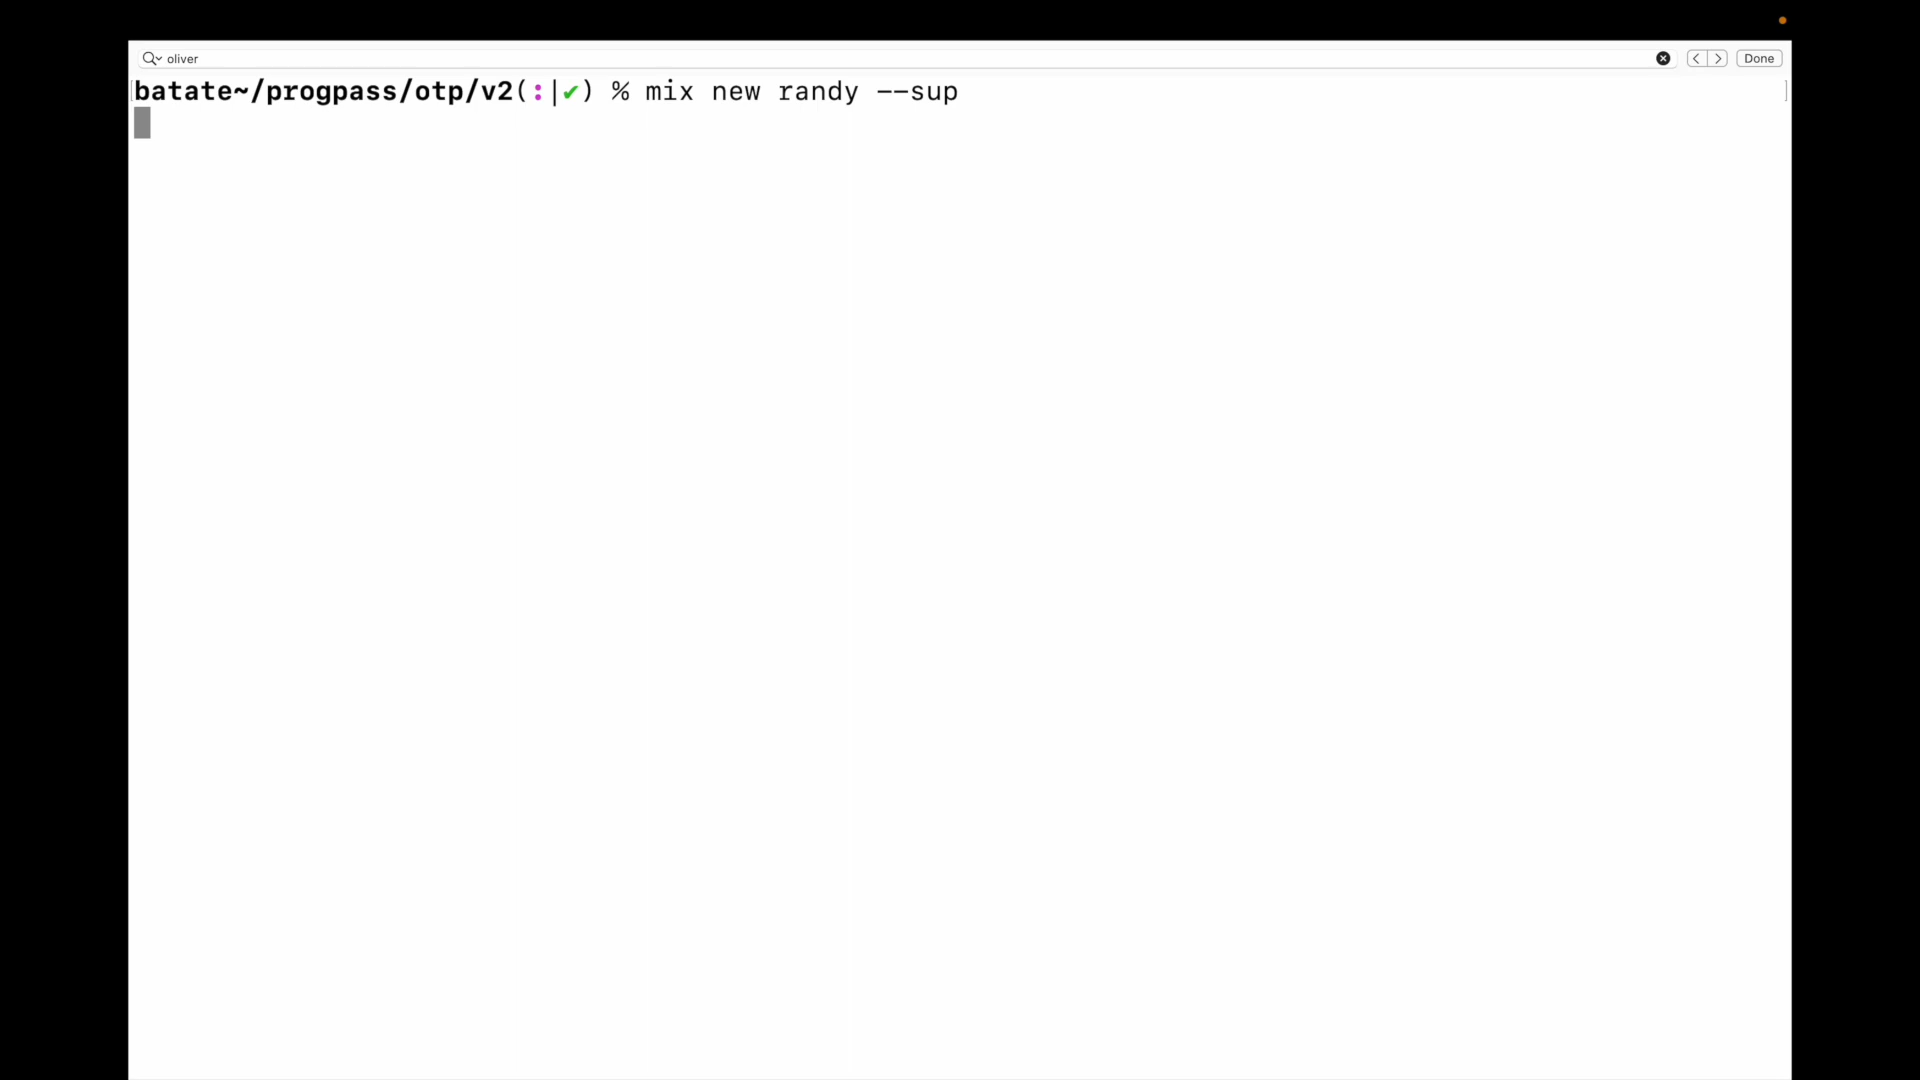 oliver
Done
batate~/progpass/otp/v2(:|✔) % mix new randy --sup